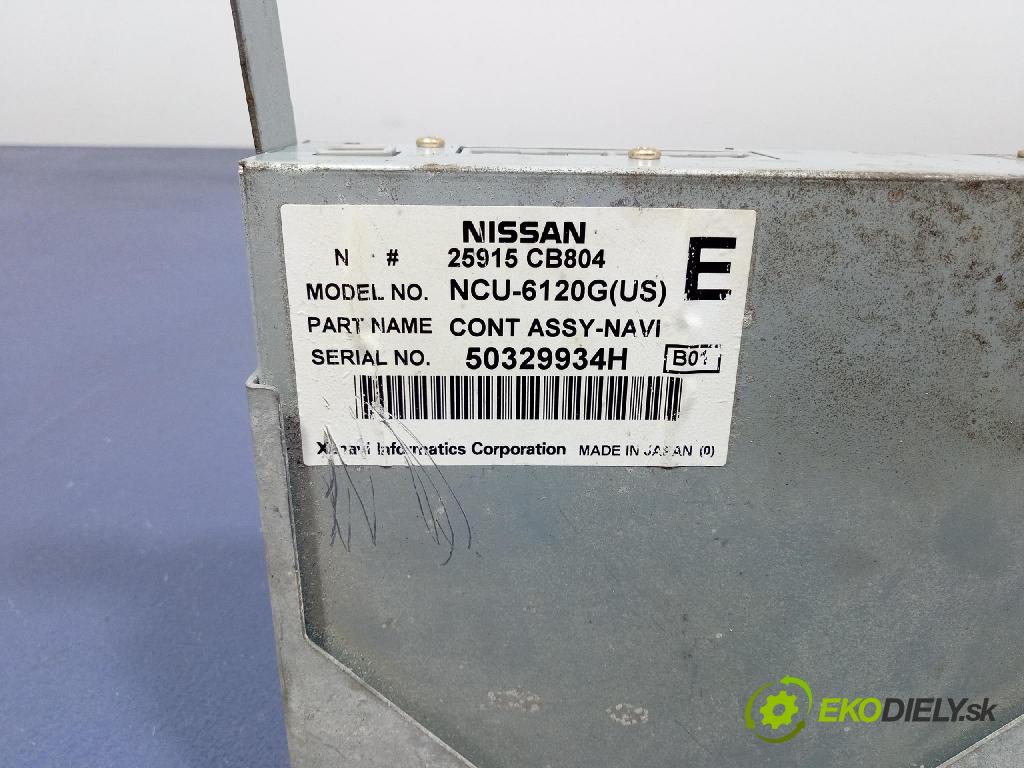 NISSAN
N # 25915 CB804
E
MODEL NO. NCU-6120G(US)
PART NAME CONT ASSY-NAVI
SERIAL NO. 50329934H B01
Xanavi Informatics Corporation MADE IN JAPAN (0)
EKODIELY.sk